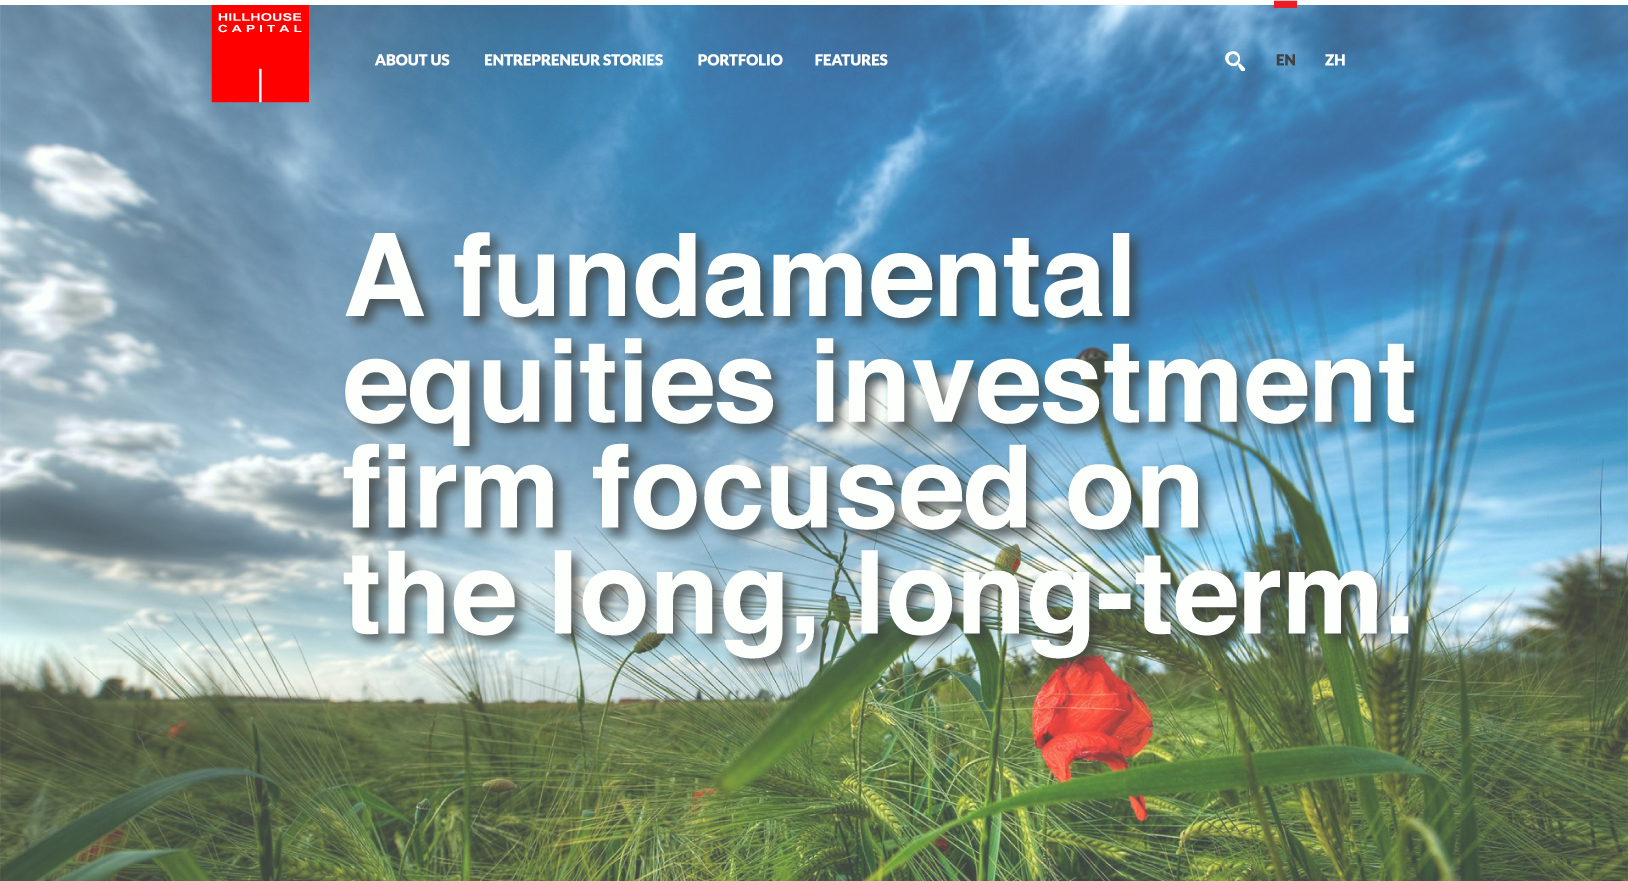 HILLHOUSE
CAPITAL
ABOUT US ENTREPRENEUR STORIES PORTFOLIO FEATURES EN ZH
A fundamental
equities investment
firm focused on
the long, long-term.